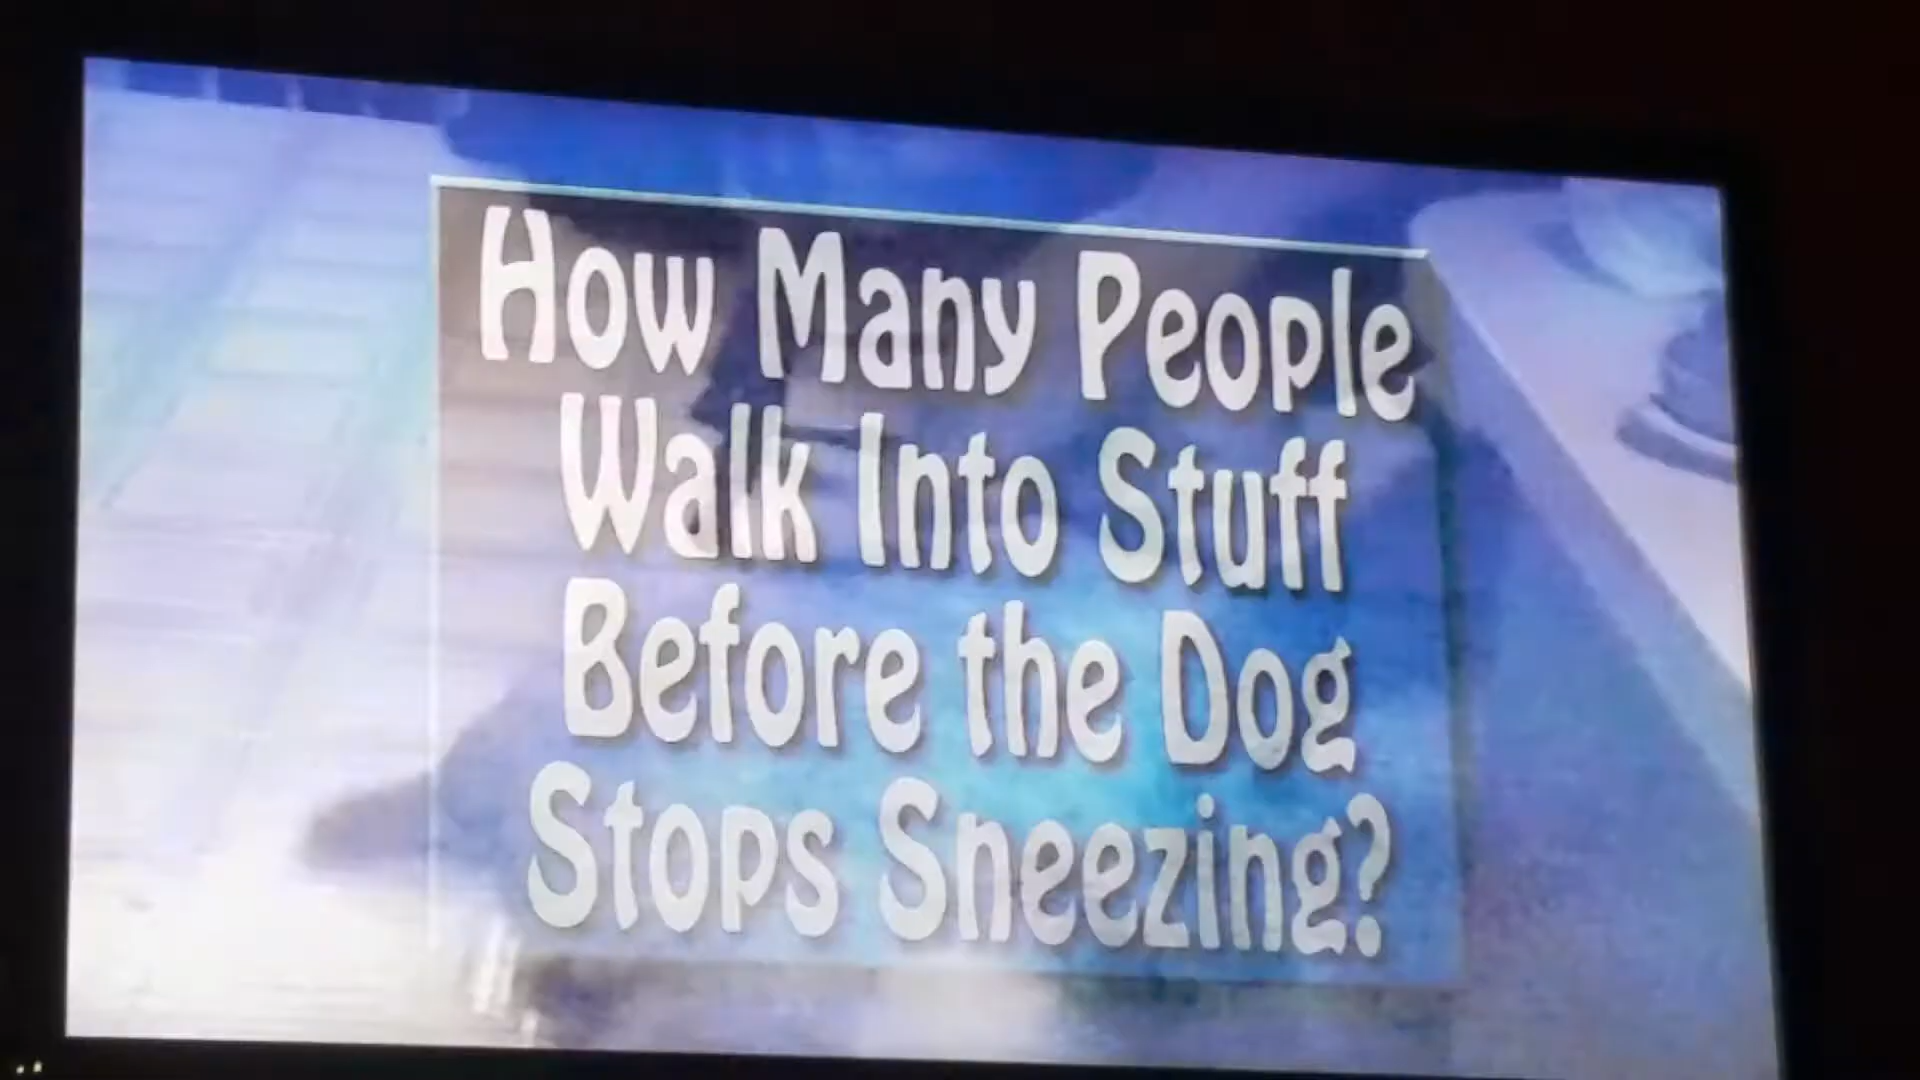 How Many People
Walk Into Stuff
Before the Dog
Stops Sneezing?